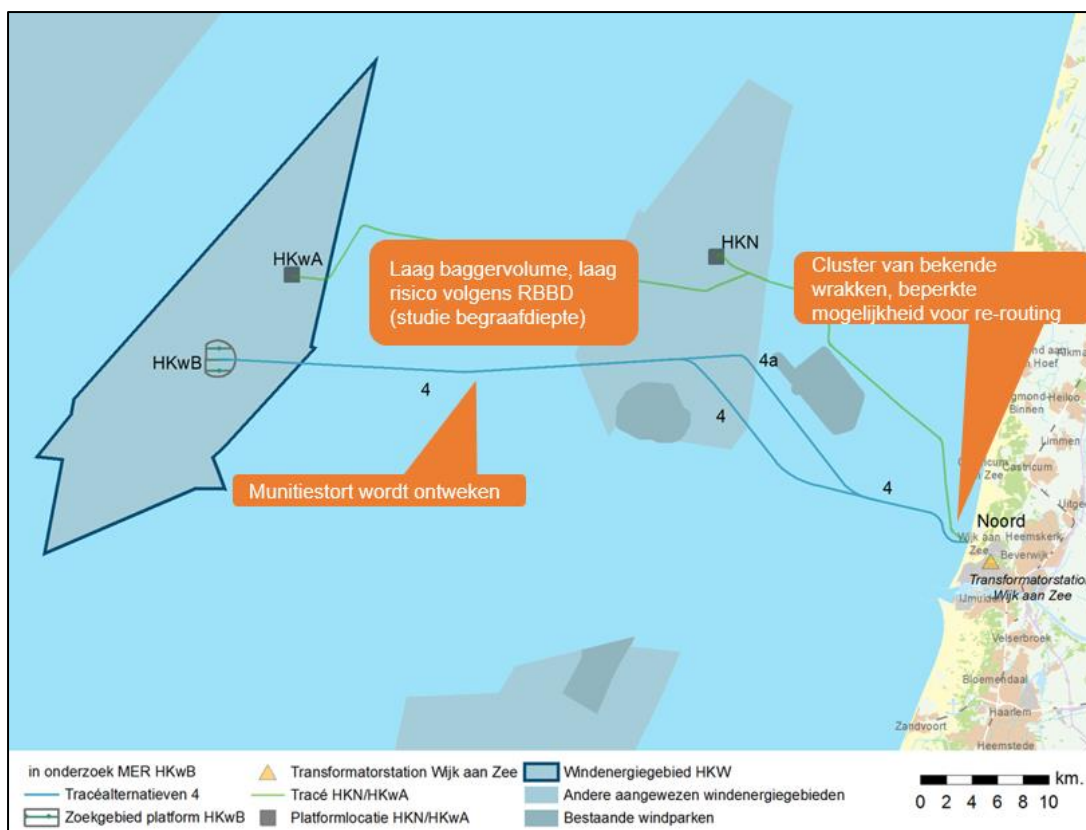 HKN
HKwA
Laag baggervolume, laag
risico volgens RBBD
(studie begraafdiepte)
Cluster van bekende
wrakken, beperkte
mogelijkheid voor re-routing
HKwB
4
4a
4
4
Munitiestort wordt ontweken
Heiloo
Binnen
Limmen
Castricum
Zee
Noord
Wijk aan
Zee
Heemskerk
Beverwijk
Transformatorstation
Wijk aan Zee
Velserbroek
Bloemendaal
Haarlem
Zandvoort
Heemstede
in onderzoek MER HKwB
Tracéalternatieven 4
Zoekgebied platform HKwB
Transformatorstation Wijk aan Zee
Tracé HKN/HKwA
Platformlocatie HKN/HKwA
Windenergiegebied HKW
Andere aangewezen windenergiegebieden
Bestaande windparken
km.
0 2 4 6 8 10